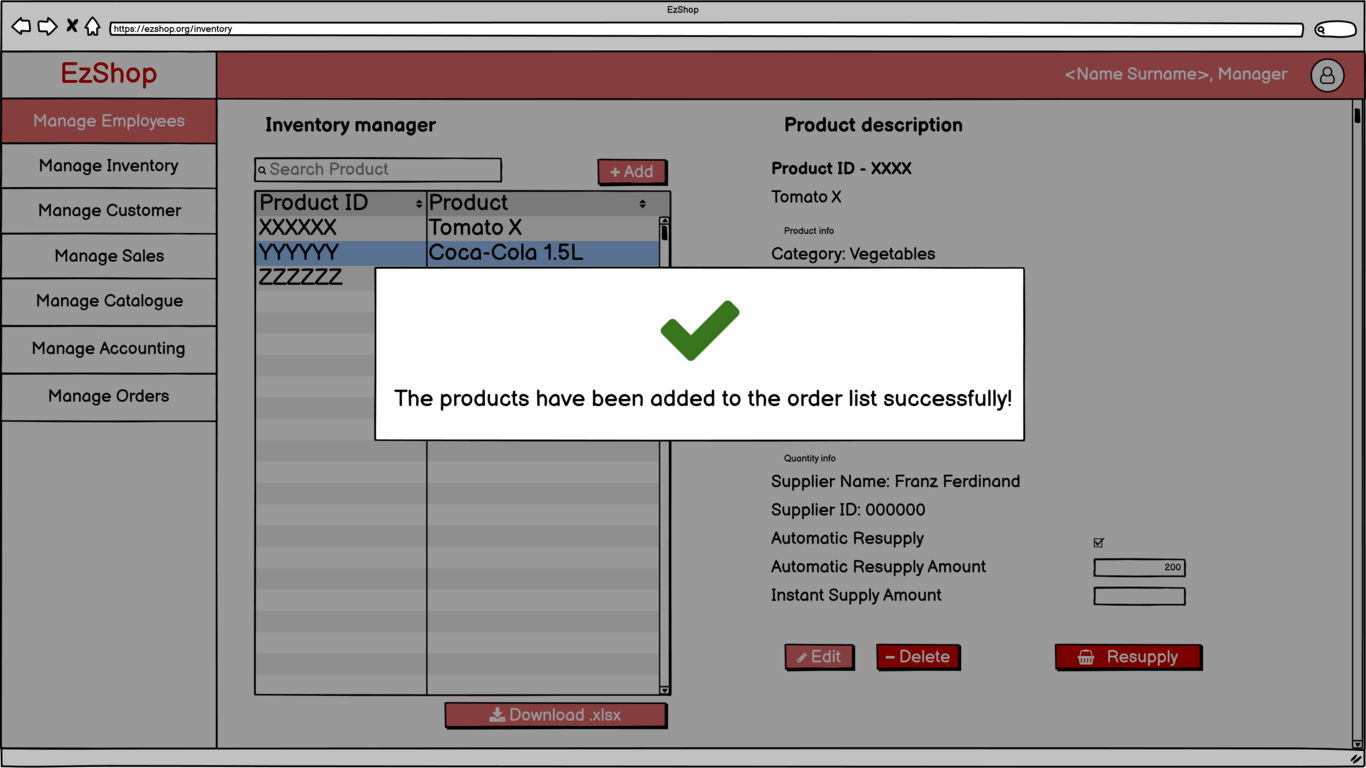 EzShop
https://ezshop.org/inventory
EzShop
<Name Surname>, Manager
Manage Employees
Manage Inventory
Manage Customer
Manage Sales
Manage Catalogue
Manage Accounting
Manage Orders
Inventory manager
Search Product
+ Add
Product ID Product
XXXXXX Tomato X
YYYYYY Coca-Cola 1.5L
ZZZZZZ
Download .xlsx
Product description
Product ID - XXXX
Tomato X
Product info
Category: Vegetables
The products have been added to the order list successfully!
Quantity info
Supplier Name: Franz Ferdinand
Supplier ID: 000000
Automatic Resupply
Automatic Resupply Amount 200
Instant Supply Amount
Edit
– Delete
Resupply